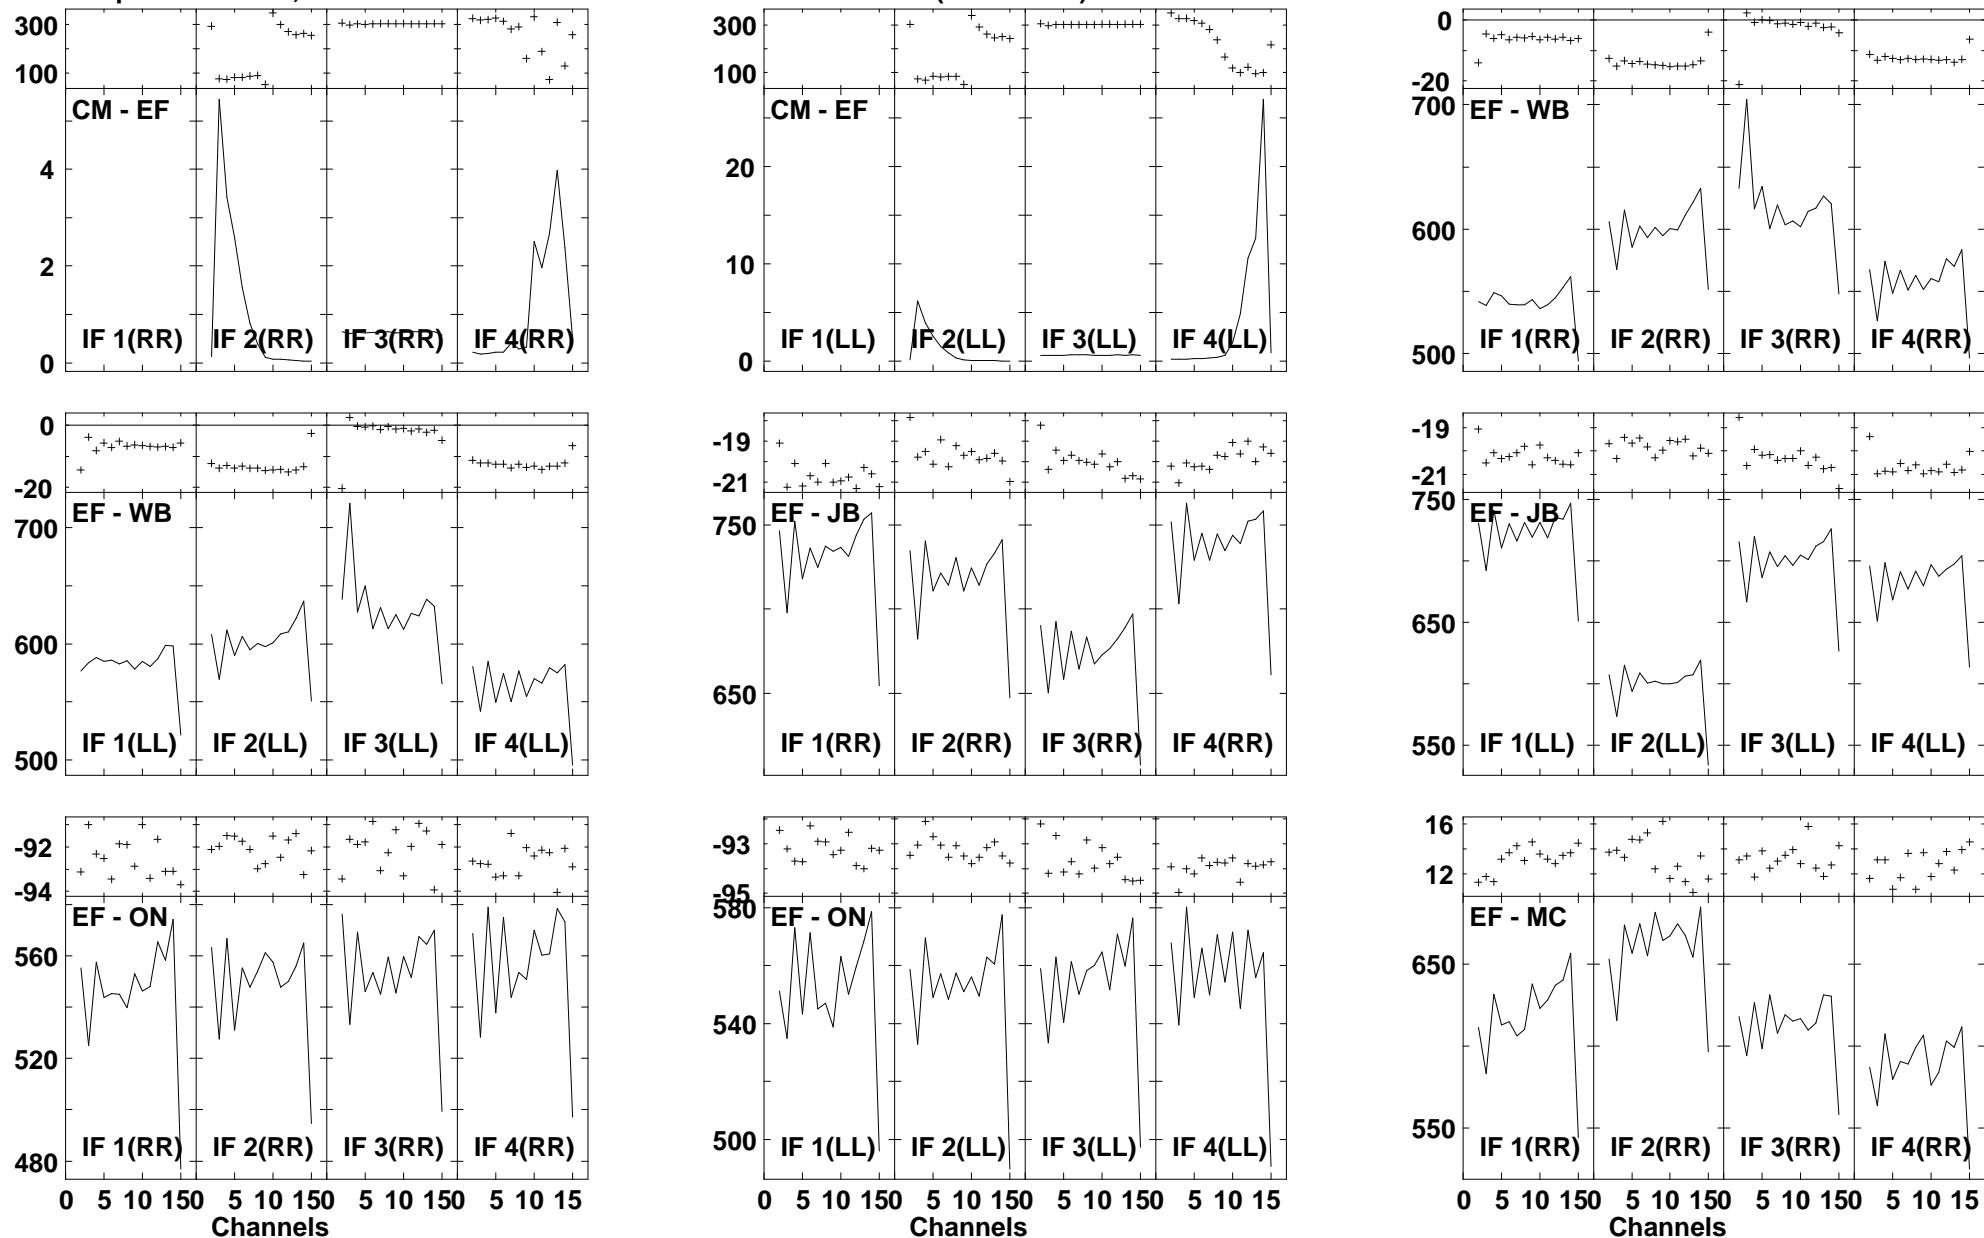 300
100
CM - EF
4
2
0
IF 1(RR) IF 2(RR) IF 3(RR) IF 4(RR)
300
100
CM - EF
20
10
0
IF 1(LL) IF 2(LL) IF 3(LL) IF 4(LL)
0
-20
EF - WB
700
600
500
IF 1(RR) IF 2(RR) IF 3(RR) IF 4(RR)
0
-20
EF - WB
700
600
500
IF 1(LL) IF 2(LL) IF 3(LL) IF 4(LL)
-19
-21
EF - JB
750
650
IF 1(RR) IF 2(RR) IF 3(RR) IF 4(RR)
-19
-21
750
EF - JB
650
550
IF 1(LL) IF 2(LL) IF 3(LL) IF 4(LL)
-92
-94
EF - ON
560
520
480
IF 1(RR) IF 2(RR) IF 3(RR) IF 4(RR)
0 5 10 15 0 5 10 15 0 5 10 15 0 5 10 15
Channels
-93
-95
580
EF - ON
540
500
IF 1(LL) IF 2(LL) IF 3(LL) IF 4(LL)
0 5 10 15 0 5 10 15 0 5 10 15 0 5 10 15
Channels
16
12
EF - MC
650
550
IF 1(RR) IF 2(RR) IF 3(RR) IF 4(RR)
0 5 10 15 0 5 10 15 0 5 10 15 0 5 10 15
Channels